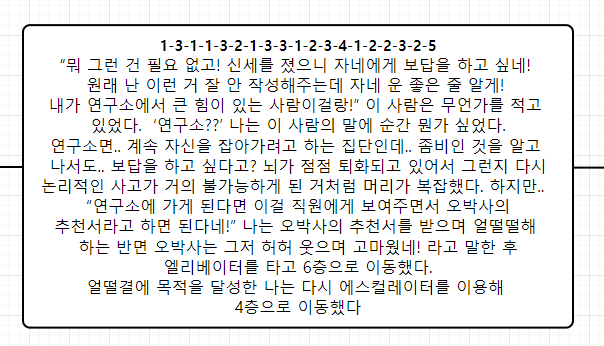 1-3-1-1-3-2-1-3-3-1-2-3-4-1-2-2-3-2-5
“뭐 그런 건 필요 없고! 신세를 졌으니 자네에게 보답을 하고 싶네!
원래 난 이런 거 잘 안 작성해주는데 자네 운 좋은 줄 알게!
내가 연구소에서 큰 힘이 있는 사람이걸랑!” 이 사람은 무언가를 적고
있었다. ‘연구소??’ 나는 이 사람의 말에 순간 뭔가 싶었다.
연구소면.. 계속 자신을 잡아가려고 하는 집단인데.. 좀비인 것을 알고
나서도.. 보답을 하고 싶다고? 뇌가 점점 퇴화되고 있어서 그런지 다시
논리적인 사고가 거의 불가능하게 된 거처럼 머리가 복잡했다. 하지만..
“연구소에 가게 된다면 이걸 직원에게 보여주면서 오박사의
추천서라고 하면 된다네!” 나는 오박사의 추천서를 받으며 얼떨떨해
하는 반면 오박사는 그저 허허 웃으며 고마웠네! 라고 말한 후
엘리베이터를 타고 6층으로 이동했다.
얼떨결에 목적을 달성한 나는 다시 에스컬레이터를 이용해
4층으로 이동했다